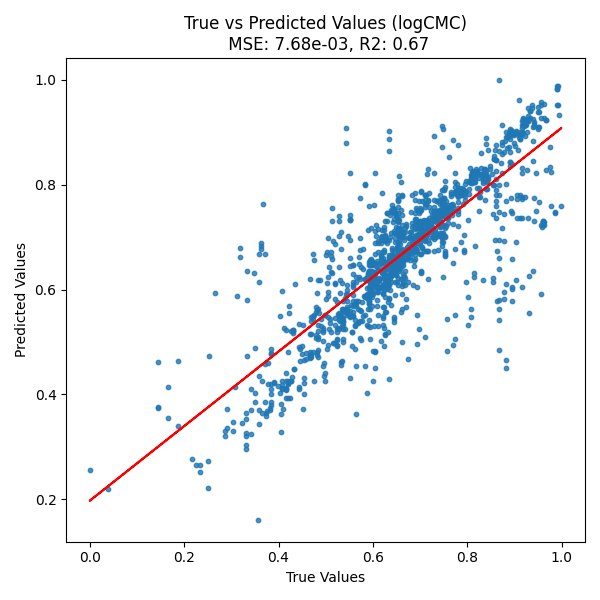 True vs Predicted Values (logCMC)
MSE: 7.68e-03, R2: 0.67
1.0
0.8
0.6
0.4
0.2
Predicted Values
0.0 0.2 0.4 0.6 0.8 1.0
True Values